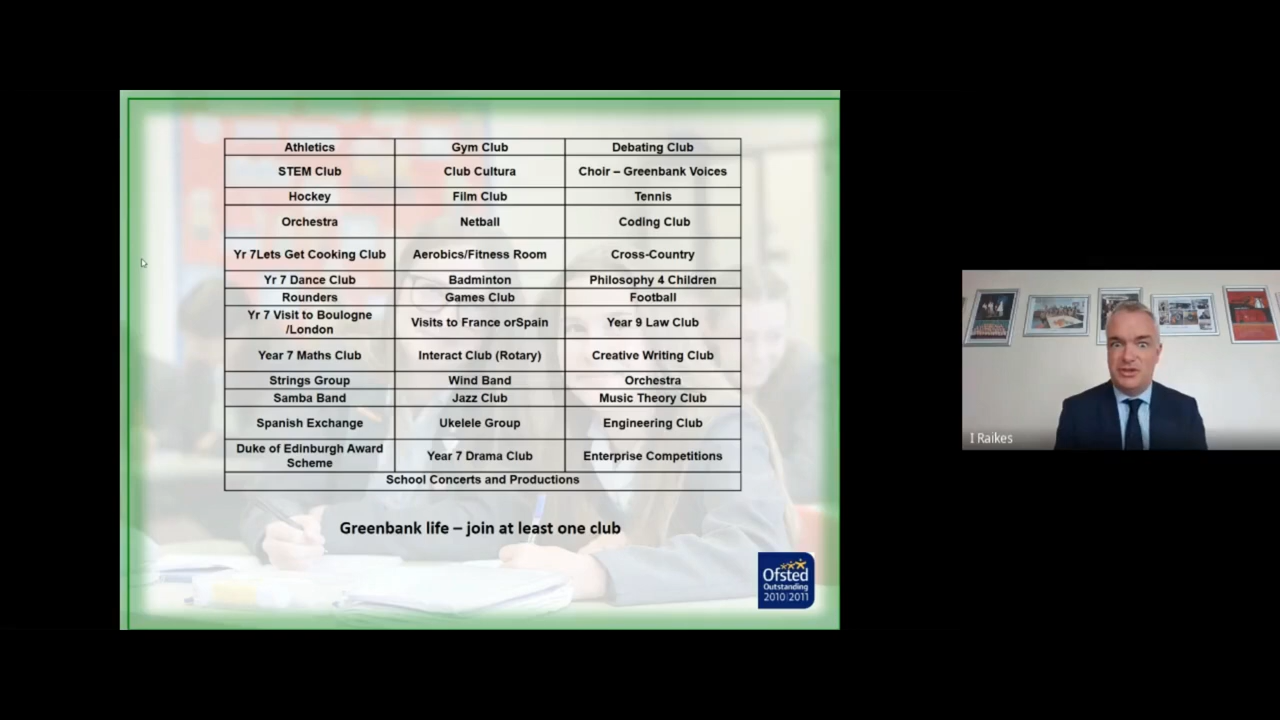 Athletics Gym Club Debating Club
STEM Club Club Cultura Choir – Greenbank Voices
Hockey Film Club Tennis
Orchestra Netball Coding Club
Yr 7Lets Get Cooking Club Aerobics/Fitness Room Cross-Country
Yr 7 Dance Club Badminton Philosophy 4 Children
Rounders Games Club Football
Yr 7 Visit to Boulogne
/London Visits to France orSpain Year 9 Law Club
Year 7 Maths Club Interact Club (Rotary) Creative Writing Club
Strings Group Wind Band Orchestra
Samba Band Jazz Club Music Theory Club
Spanish Exchange Ukelele Group Engineering Club
Duke of Edinburgh Award
Scheme Year 7 Drama Club Enterprise Competitions
School Concerts and Productions
Greenbank life – join at least one club
Ofsted
Outstanding
2010|2011
I Raikes